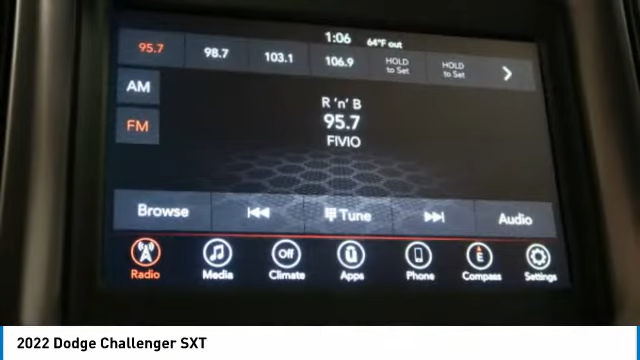 1:06 64°F out
95.7 98.7 103.1 106.9 HOLD to Set HOLD to Set
AM
FM
R 'n' B
95.7
FIVIO
Browse Tune Audio
Off E
Radio Media Climate Apps Phone Compass Settings
2022 Dodge Challenger SXT